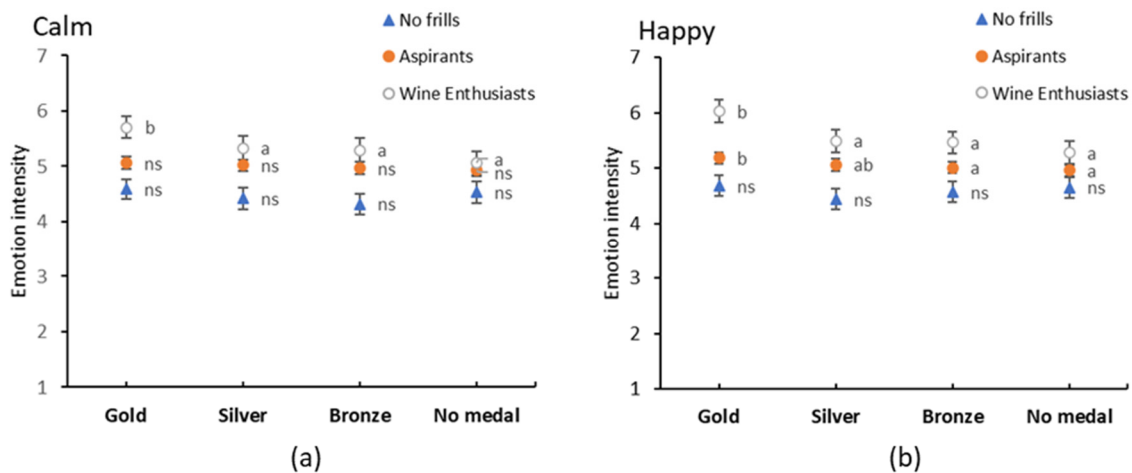 Calm
No frills
Aspirants
Wine Enthusiasts
7
6
5
4
3
2
1
Emotion intensity
b
ns
ns
a
ns
ns
a
ns
ns
a
ns
ns
Gold Silver Bronze No medal
(a)
Happy
No frills
Aspirants
Wine Enthusiasts
7
6
5
4
3
2
1
Emotion intensity
b
b
ns
a
ab
ns
a
a
ns
a
a
ns
Gold Silver Bronze No medal
(b)